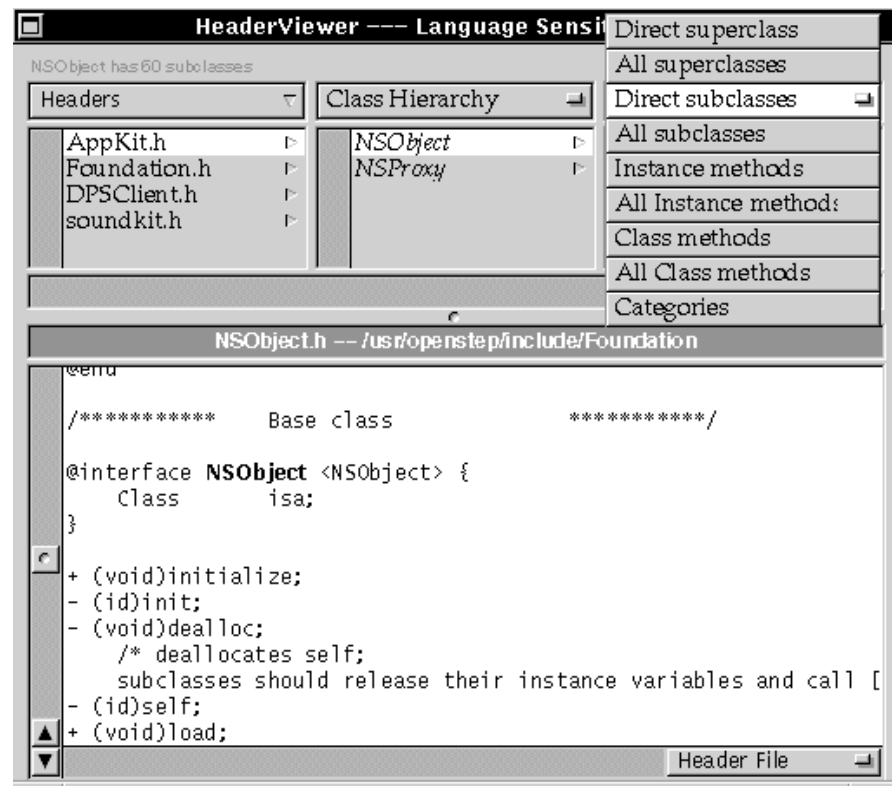 HeaderViewer --- Language Sensi
NSObject has 60 subclasses
Headers
Class Hierarchy
Direct superclass
All superclasses
Direct subclasses
All subclasses
Instance methods
All Instance methods
Class methods
All Class methods
Categories
AppKit.h
Foundation.h
DPSClient.h
soundkit.h
NSObject
NSProxy
NSObject.h -- /usr/openstep/include/Foundation
@end
/*********** Base class ***********/
@interface NSObject <NSObject> {
Class isa;
}
+ (void)initialize;
- (id)init;
- (void)dealloc;
/* deallocates self;
subclasses should release their instance variables and call [
- (id)self;
+ (void)load;
Header File